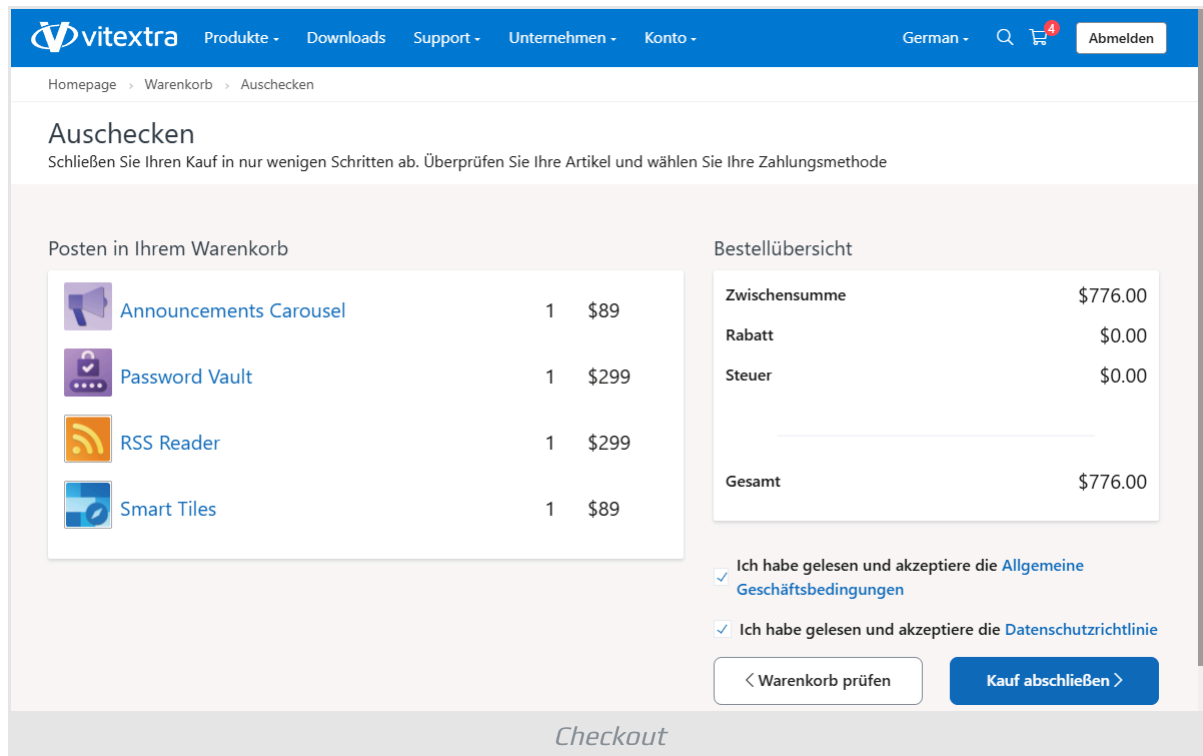 vitextra Produkte Downloads Support Unternehmen Konto German 4 Abmelden
Homepage > Warenkorb > Auschecken
Auschecken
Schließen Sie Ihren Kauf in nur wenigen Schritten ab. Überprüfen Sie Ihre Artikel und wählen Sie Ihre Zahlungsmethode
Posten in Ihrem Warenkorb
Announcements Carousel 1 $89
Password Vault 1 $299
RSS Reader 1 $299
Smart Tiles 1 $89
Bestellübersicht
Zwischensumme $776.00
Rabatt $0.00
Steuer $0.00
Gesamt $776.00
Ich habe gelesen und akzeptiere die Allgemeine
Geschäftsbedingungen
Ich habe gelesen und akzeptiere die Datenschutzrichtlinie
< Warenkorb prüfen Kauf abschließen >
Checkout